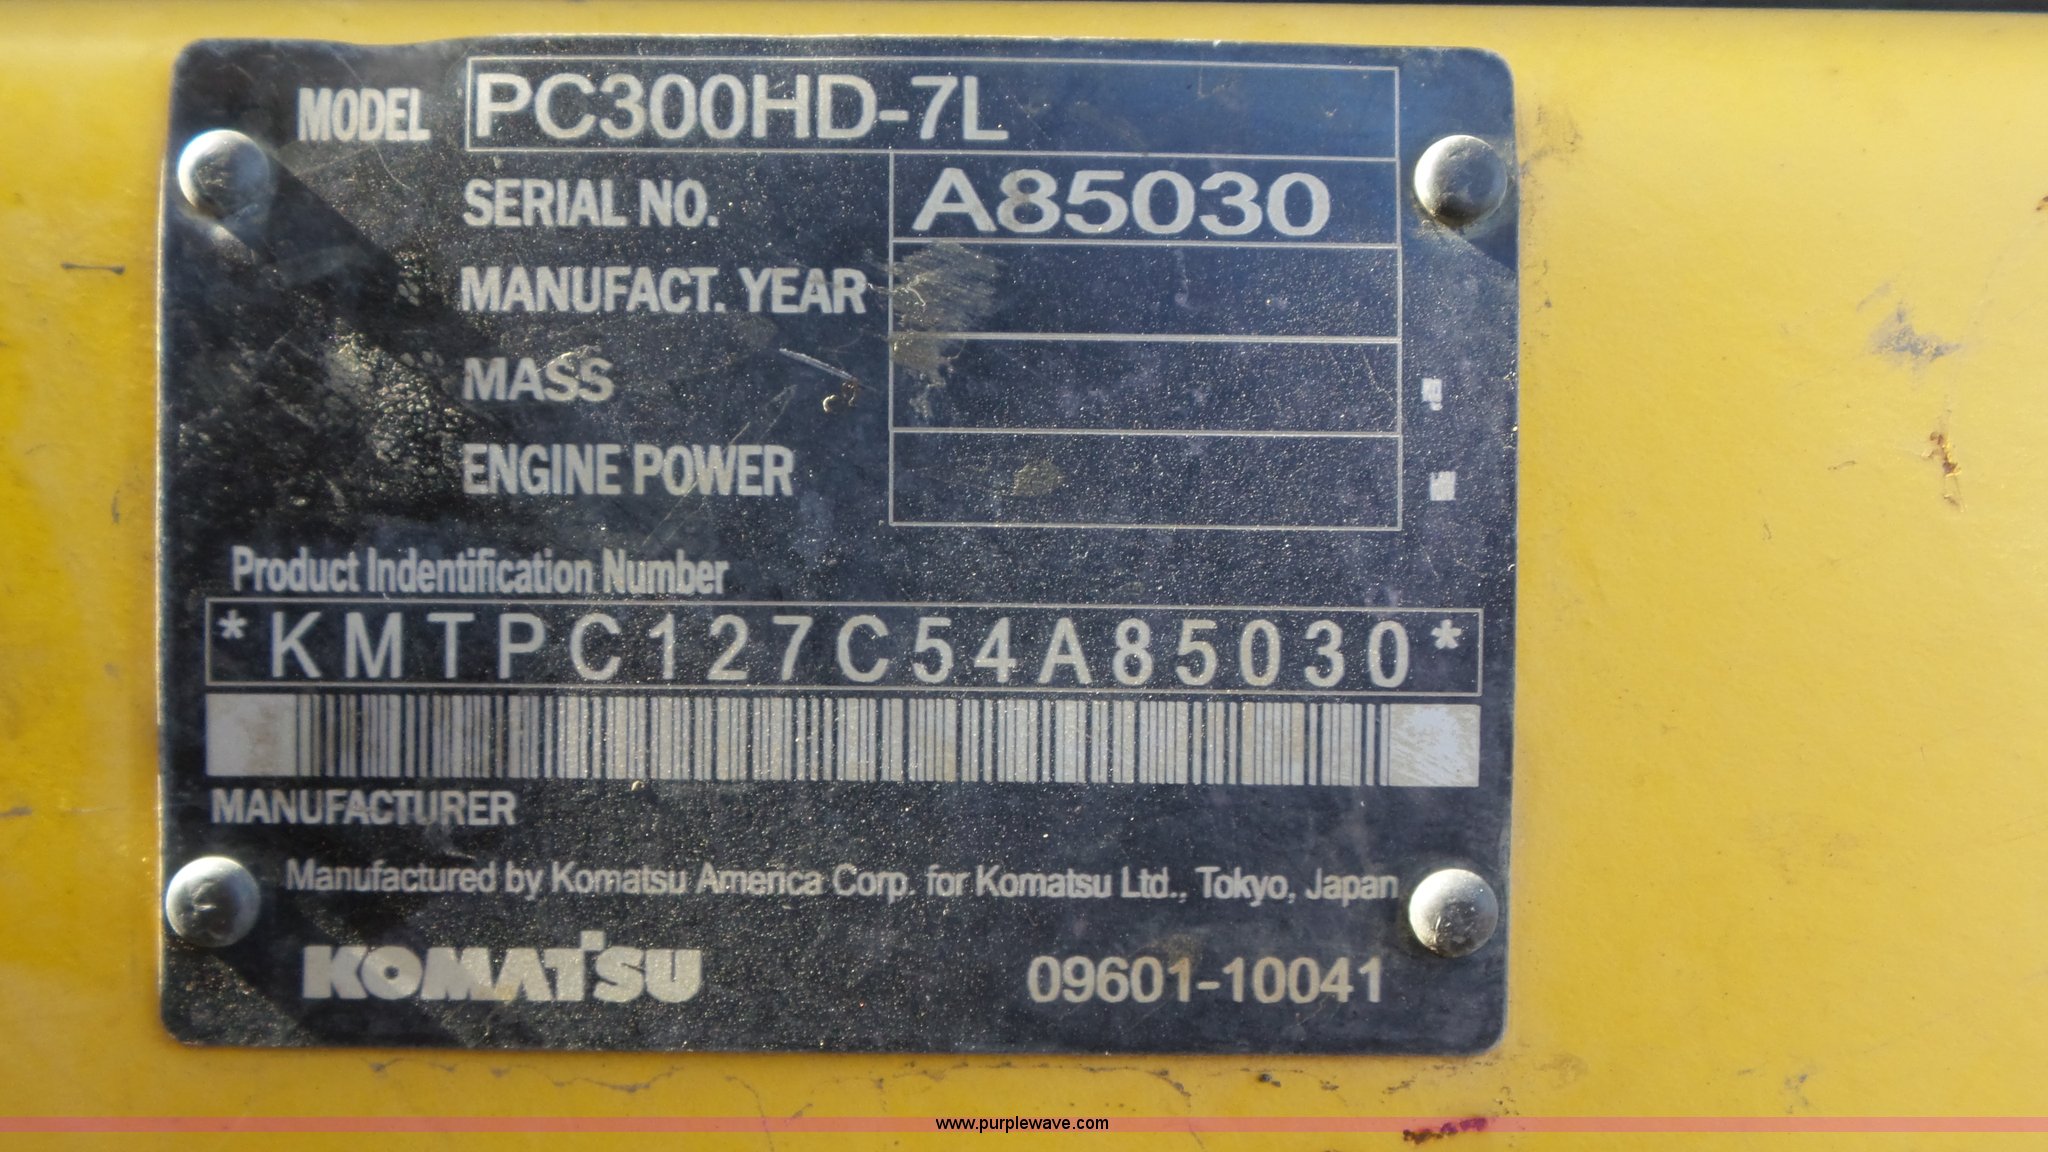 MODEL PC300HD-7L
SERIAL NO. A85030
MANUFACT. YEAR
MASS
ENGINE POWER
Product Indentification Number
*KMTPC127C54A85030*
MANUFACTURER
Manufactured by Komatsu America Corp. for Komatsu Ltd., Tokyo, Japan
KOMATSU 09601-10041
www.purplewave.com